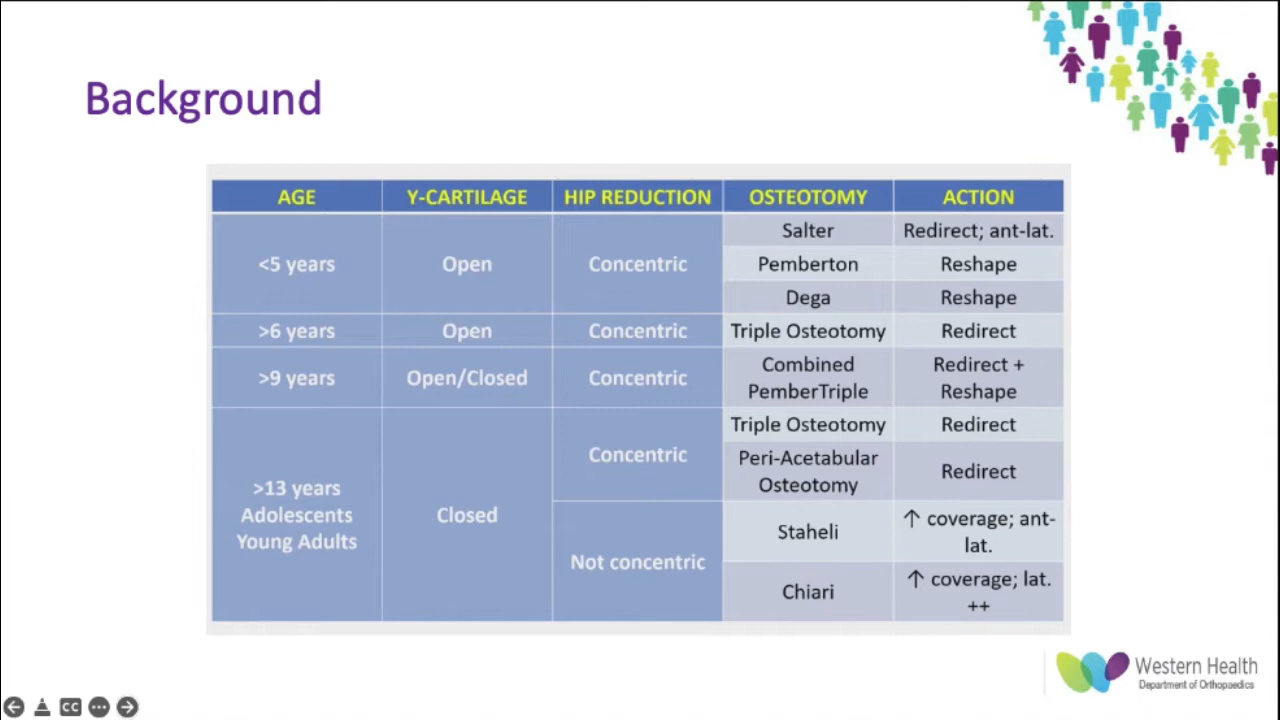 Background
AGE Y-CARTILAGE HIP REDUCTION OSTEOTOMY ACTION
<5 years Open Concentric Salter Redirect; ant-lat.
Pemberton Reshape
Dega Reshape
>6 years Open Concentric Triple Osteotomy Redirect
>9 years Open/Closed Concentric Combined
PemberTriple Redirect +
Reshape
>13 years
Adolescents
Young Adults Closed Concentric Triple Osteotomy Redirect
Peri-Acetabular
Osteotomy Redirect
Not concentric Staheli ↑ coverage; ant-
lat.
Chiari ↑ coverage; lat.
++
Western Health
Department of Orthopaedics
CC